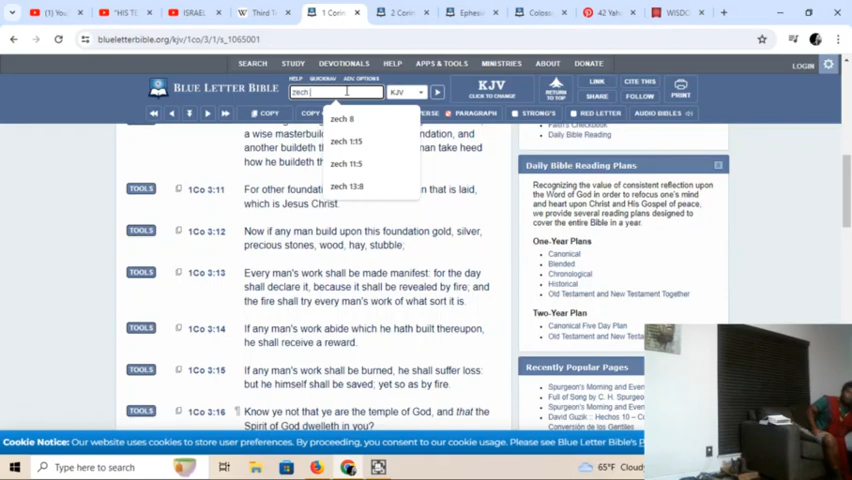 (1) You
"HIS TE
ISRAEL
Third Te
1 Corin
2 Corin
Ephesia
Coloss
42 Yah
WISDO
blueletterbible.org/kjv/1co/3/1/s_1065001
SEARCH STUDY DEVOTIONALS HELP APPS & TOOLS MINISTRIES ABOUT DONATE
LOGIN
BLUE LETTER BIBLE
HELP QUICKNAV ADV. OPTIONS
zech
KJV
KJV
CLICK TO CHANGE
RETURN
TO TOP
LINK
SHARE
CITE THIS
FOLLOW
PRINT
COPY COP VERSE PARAGRAPH STRONG'S RED LETTER AUDIO BIBLES
zech 8
zech 1:15
zech 11:5
zech 13:8
a wise masterbuil
foundation, and
another buildeth th
man take heed
how he buildeth th
TOOLS 1Co 3:11 For other foundat n that is laid,
which is Jesus Christ.
TOOLS 1Co 3:12 Now if any man build upon this foundation gold, silver,
precious stones, wood, hay, stubble;
TOOLS 1Co 3:13 Every man's work shall be made manifest: for the day
shall declare it, because it shall be revealed by fire; and
the fire shall try every man's work of what sort it is.
TOOLS 1Co 3:14 If any man's work abide which he hath built thereupon,
he shall receive a reward.
TOOLS 1Co 3:15 If any man's work shall be burned, he shall suffer loss:
but he himself shall be saved; yet so as by fire.
TOOLS 1Co 3:16 ¶ Know ye not that ye are the temple of God, and that the
Spirit of God dwelleth in you?
Faith's Checkbook
Devotionals
Daily Bible Reading Plans
Recognizing the value of consistent reflection upon
the Word of God in order to refocus one's mind
and heart upon Christ and His Gospel of peace,
we provide several reading plans designed to
cover the entire Bible in a year.
One-Year Plans
Canonical
Blended
Chronological
Historical
Old Testament and New Testament Together
Two-Year Plan
Canonical Five Day Plan
Old Testament and New Testa
Recently Popular Pages
Spurgeon's Morning and Even
Full of Song by C. H. Spurge
Spurgeon's Morning and Even
David Guzik :: Hechos 10 – Co
Conversión de los Gentiles
Cookie Notice: Our website uses cookies to store user preferences. By proceeding, you consent to our cookie usage. Please see Blue Letter Bible's P
Type here to search
65°F Cloudy